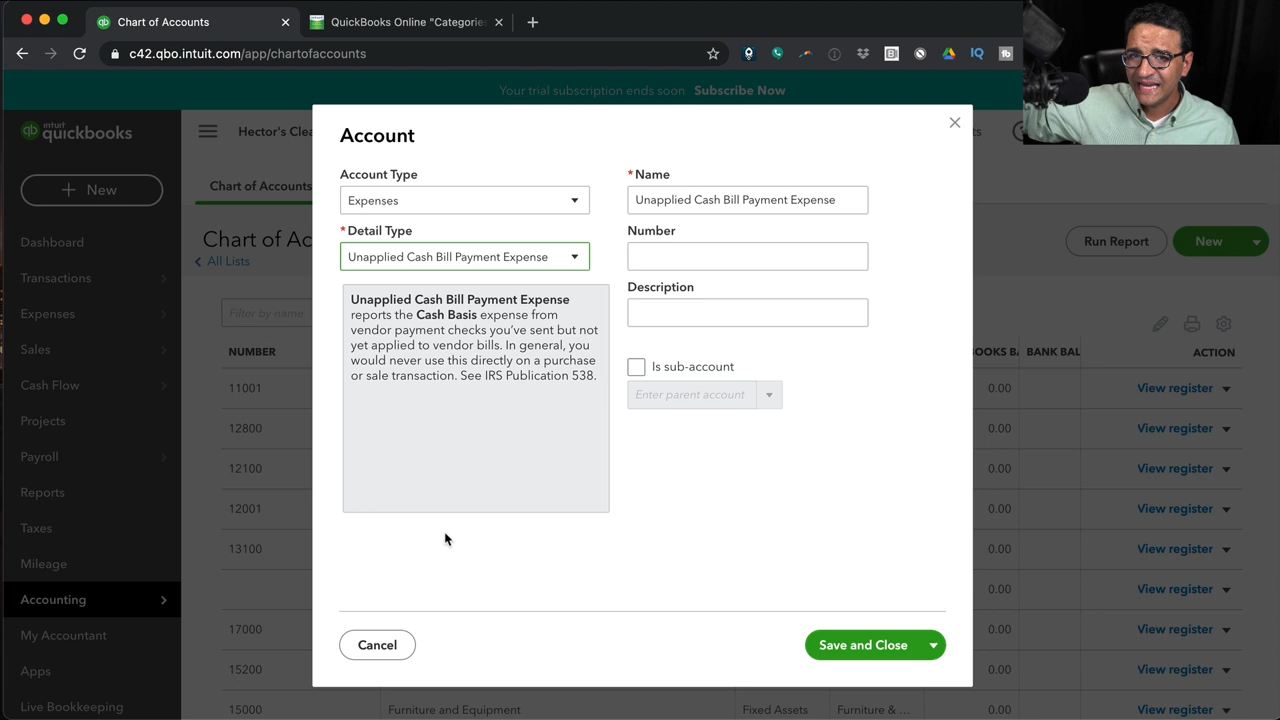 Chart of Accounts
QuickBooks Online "Categories
c42.qbo.intuit.com/app/chartofaccounts
Your trial subscription ends soon Subscribe Now
intuit quickbooks
Hector's Clea
New
Chart of Accounts
Dashboard
Transactions
Expenses
Sales
Cash Flow
Projects
Payroll
Reports
Taxes
Mileage
Accounting
My Accountant
Apps
Live Bookkeeping
Chart of Ac
All Lists
Run Report
New
Filter by name
NUMBER
BANK BAL
ACTION
11001
0.00
View register
12800
0.00
View register
12100
0.00
View register
12001
0.00
View register
13100
0.00
View register
0.00
View register
17000
0.00
View register
15200
0.00
View register
15000
Furniture and Equipment
Fixed Assets
Furniture & ...
0.00
View register
Account
Account Type
Expenses
* Detail Type
Unapplied Cash Bill Payment Expense
Unapplied Cash Bill Payment Expense
reports the Cash Basis expense from
vendor payment checks you've sent but not
yet applied to vendor bills. In general, you
would never use this directly on a purchase
or sale transaction. See IRS Publication 538.
* Name
Unapplied Cash Bill Payment Expense
Number
Description
Is sub-account
Enter parent account
Cancel
Save and Close